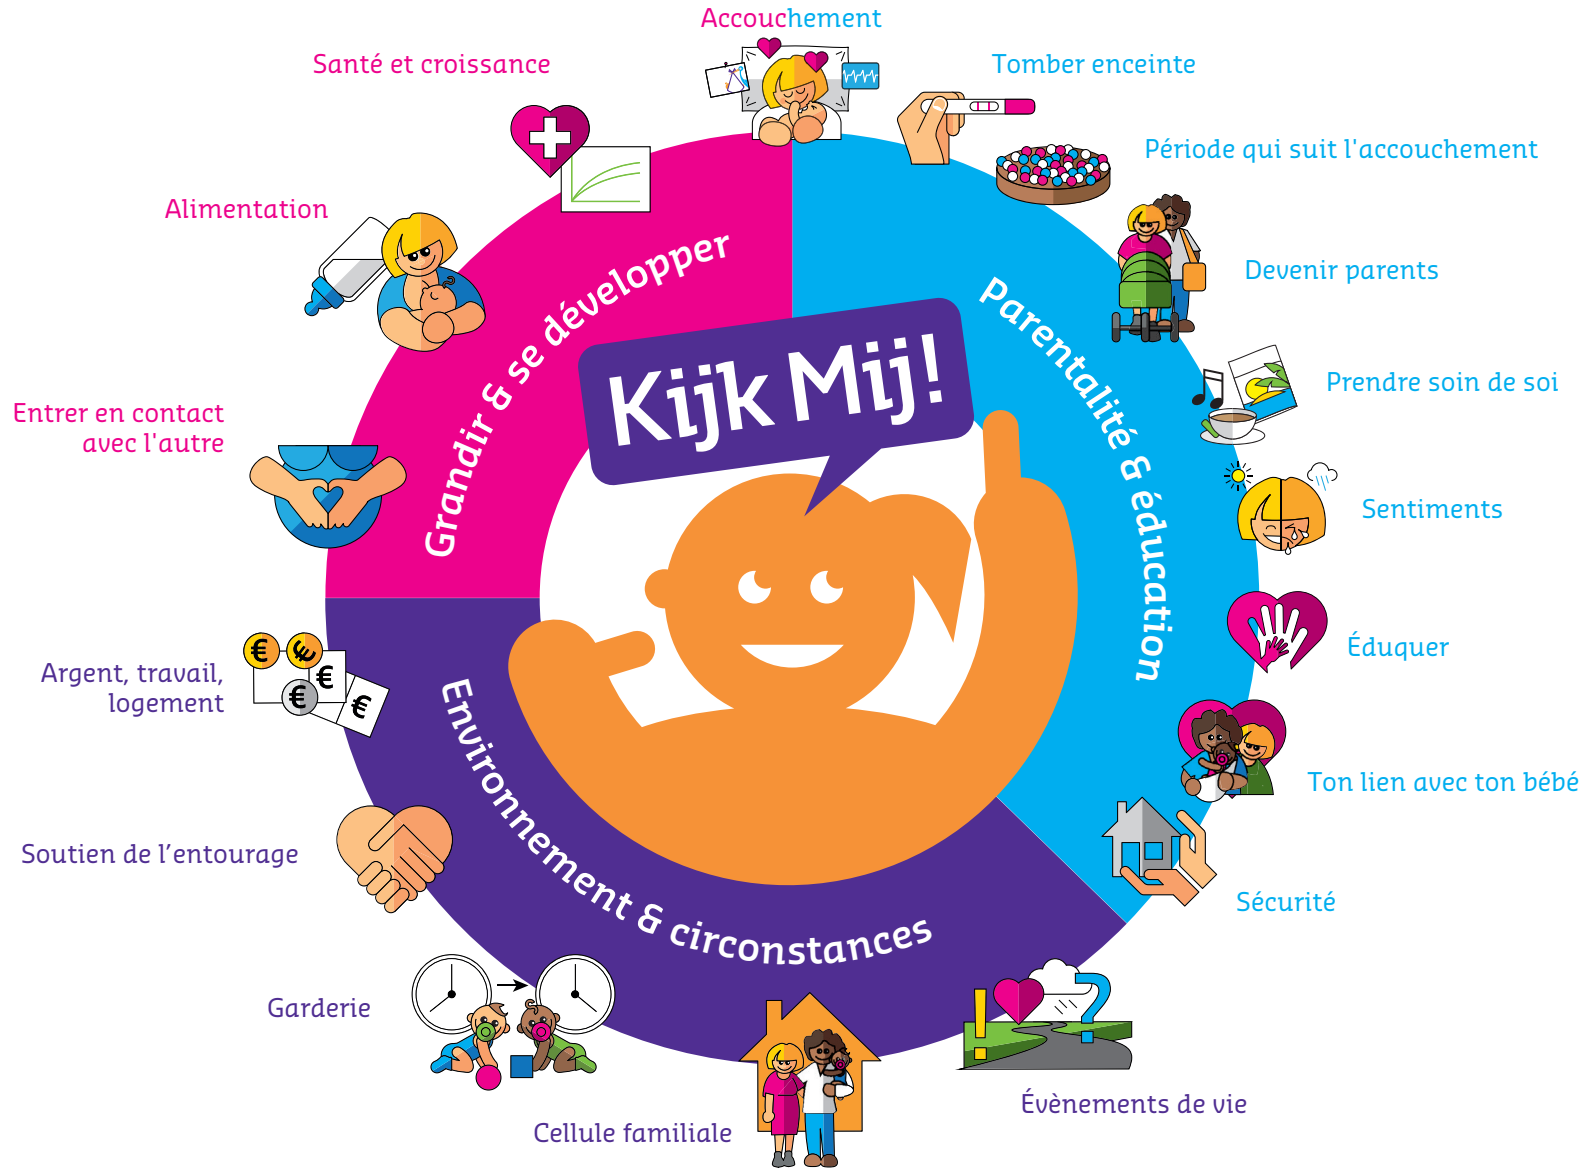 Accouchement
Tomber enceinte
Période qui suit l'accouchement
Devenir parents
Prendre soin de soi
Sentiments
Éduquer
Ton lien avec ton bébé
Sécurité
Évènements de vie
Cellule familiale
Garderie
Soutien de l’entourage
Argent, travail,
logement
Entrer en contact
avec l'autre
Alimentation
Santé et croissance
Grandir & se développer
Parentalité & éducation
Environnement & circonstances
Kijk Mij!
€
€
€
€
€
!
?